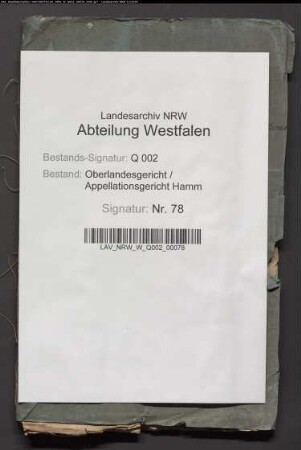 Landesarchiv NRW
Abteilung Westfalen
Bestands-Signatur: Q 002
Bestand: Oberlandesgericht /
Appellationsgericht Hamm
Signatur: Nr. 78
LAV_NRW_W_Q002_00078